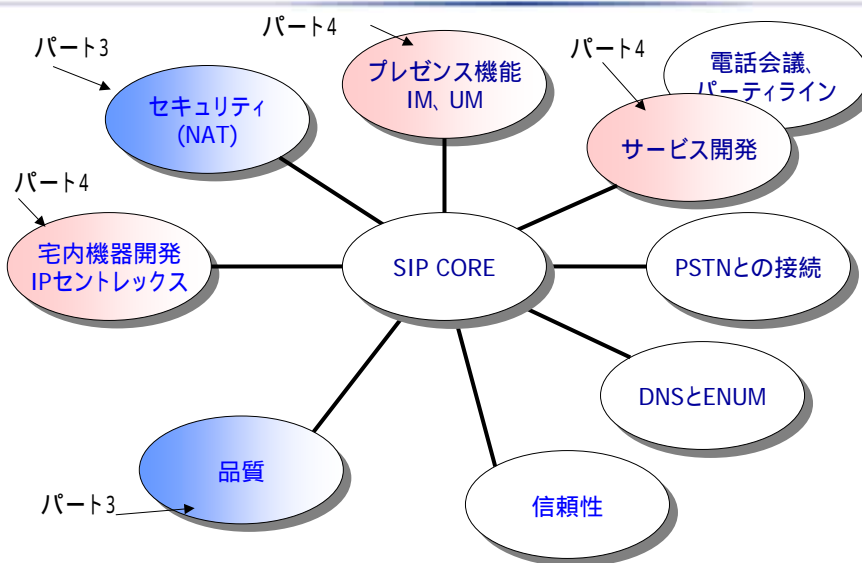 パート3
パート4
パート4
電話会議、
パーティライン
プレゼンス機能
IM、UM
セキュリティ
(NAT)
サービス開発
パート4
宅内機器開発
IPセントレックス
SIP CORE
PSTNとの接続
DNSとENUM
品質
パート3
信頼性